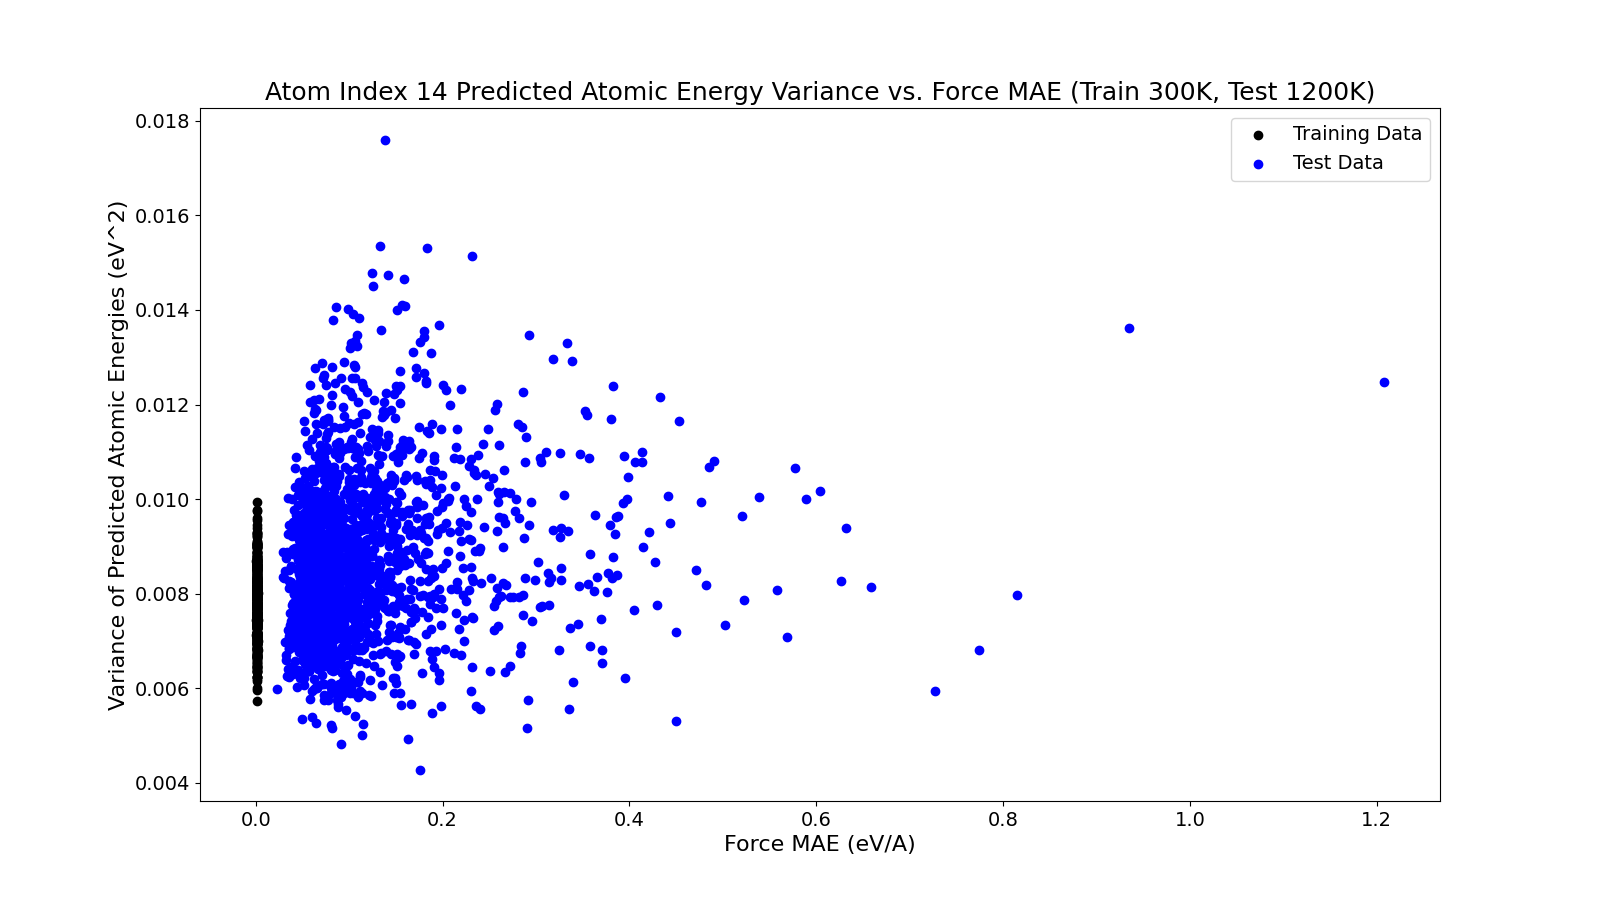 Atom Index 14 Predicted Atomic Energy Variance vs. Force MAE (Train 300K, Test 1200K)
Training Data
Test Data
Variance of Predicted Atomic Energies (eV^2)
0.018
0.016
0.014
0.012
0.010
0.008
0.006
0.004
0.0 0.2 0.4 0.6 0.8 1.0 1.2
Force MAE (eV/A)